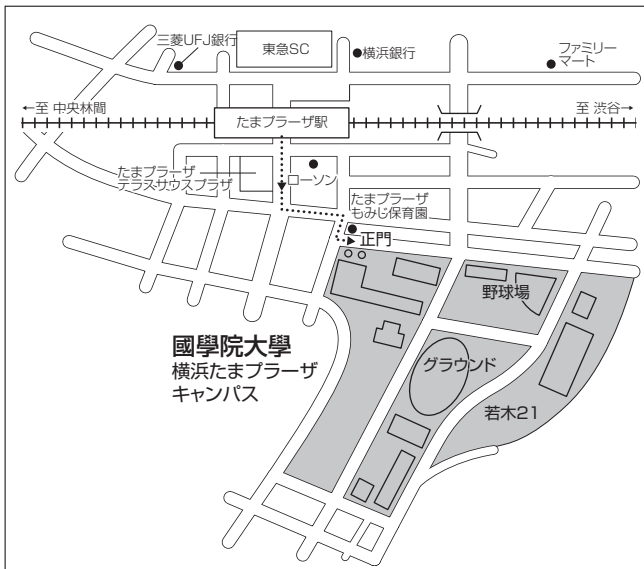 三菱UFJ銀行
東急SC
横浜銀行
ファミリー
マート
←至 中央林間
たまプラーザ駅
至 渋谷→
たまプラーザ
テラスサウスプラザ
ローソン
たまプラーザ
もみじ保育園
正門
野球場
國學院大學
横浜たまプラーザ
キャンパス
グラウンド
若木21